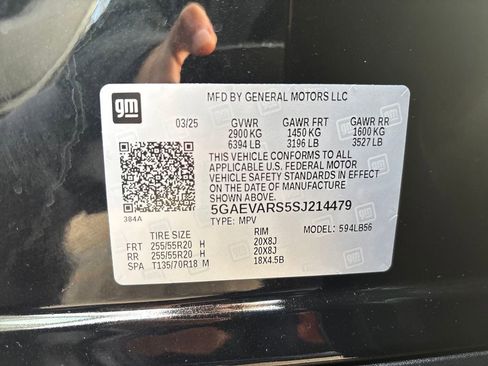 gm
MFD BY GENERAL MOTORS LLC
03/25 GVWR GAWR FRT GAWR RR
2900 KG 1450 KG 1600 KG
6394 LB 3196 LB 3527 LB
THIS VEHICLE CONFORMS TO ALL
APPLICABLE U.S. FEDERAL MOTOR
VEHICLE SAFETY STANDARDS IN EFFECT
ON THE DATE OF MANUFACTURE
SHOWN ABOVE.
384A
5GAEVARS5SJ214479
TYPE: MPV MODEL: 594LB56
TIRE SIZE RIM
FRT 255/55R20 H 20X8J
RR 255/55R20 H 20X8J
SPA T135/70R18 M 18X4.5B